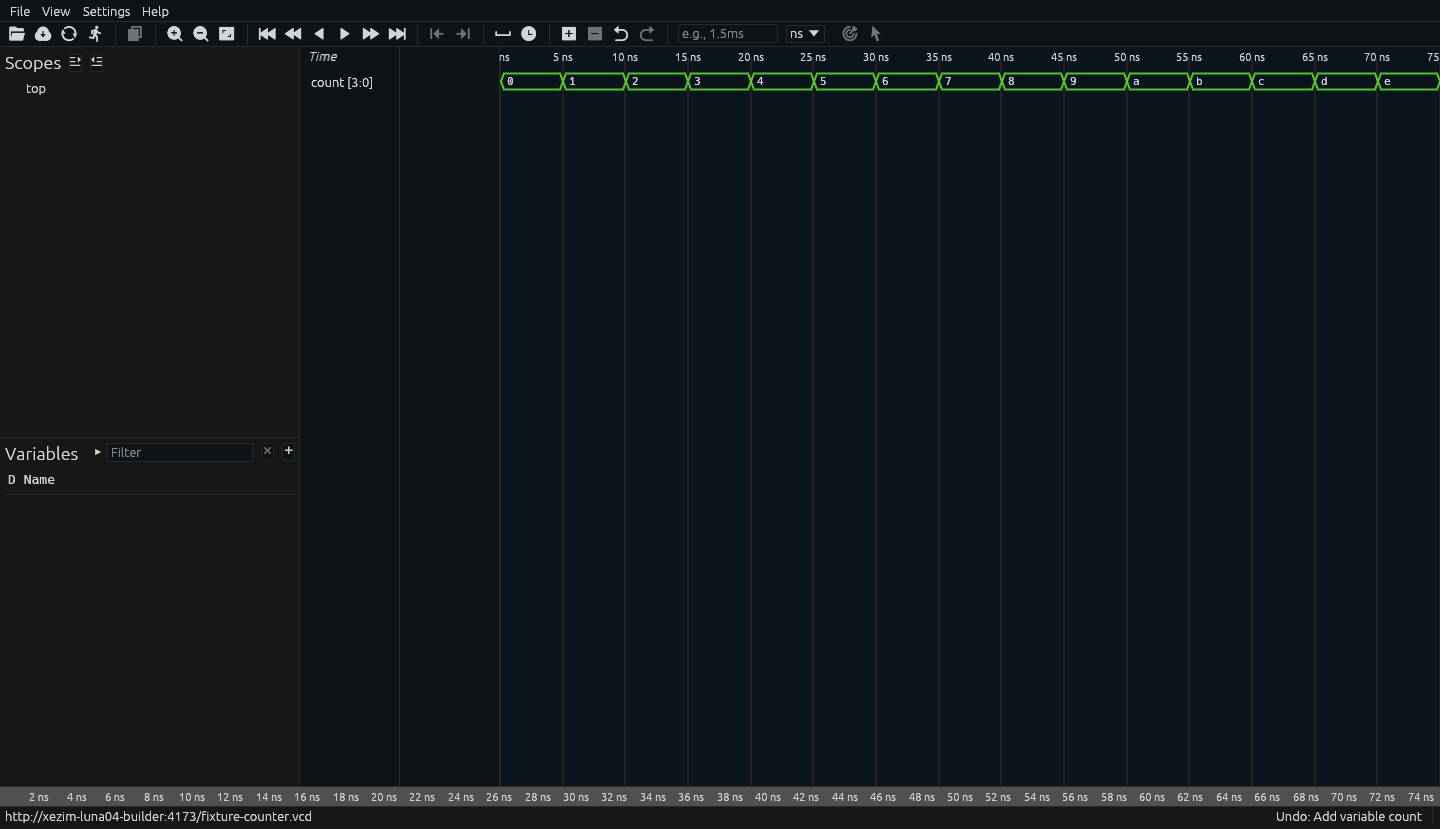 File View Settings Help
e.g., 1.5ms ns
Scopes
top
Time
count [3:0]
ns 5 ns 10 ns 15 ns 20 ns 25 ns 30 ns 35 ns 40 ns 45 ns 50 ns 55 ns 60 ns 65 ns 70 ns 75
0 1 2 3 4 5 6 7 8 9 a b c d e
Variables Filter
D Name
2 ns 4 ns 6 ns 8 ns 10 ns 12 ns 14 ns 16 ns 18 ns 20 ns 22 ns 24 ns 26 ns 28 ns 30 ns 32 ns 34 ns 36 ns 38 ns 40 ns 42 ns 44 ns 46 ns 48 ns 50 ns 52 ns 54 ns 56 ns 58 ns 60 ns 62 ns 64 ns 66 ns 68 ns 70 ns 72 ns 74 ns
http://xezim-luna04-builder:4173/fixture-counter.vcd
Undo: Add variable count